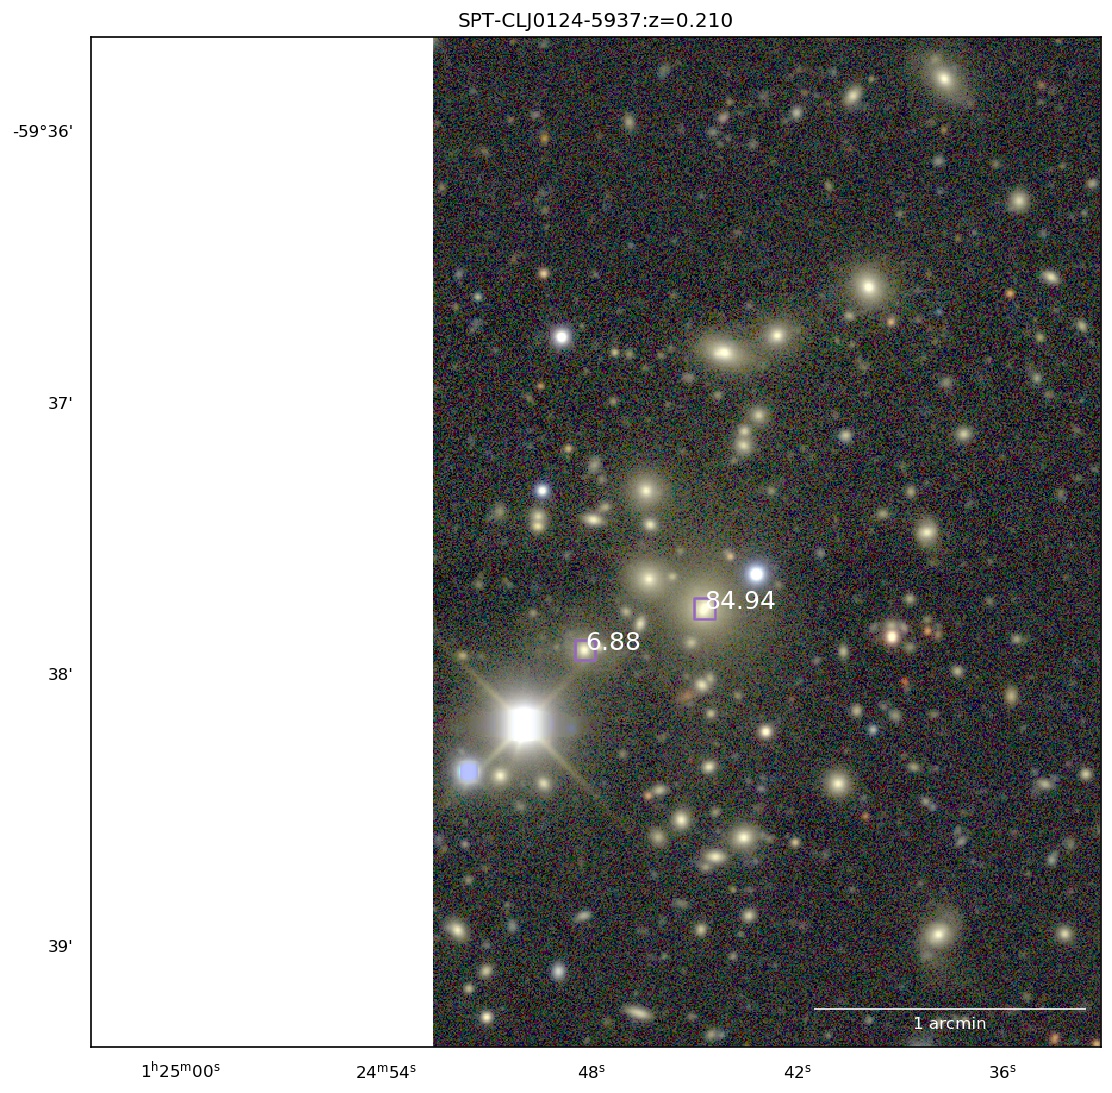 SPT-CLJ0124-5937:z=0.210
-59°36'
37'
84.94
6.88
38'
39'
1 arcmin
1ʰ25ᵐ00ˢ 24ᵐ54ˢ 48ˢ 42ˢ 36ˢ